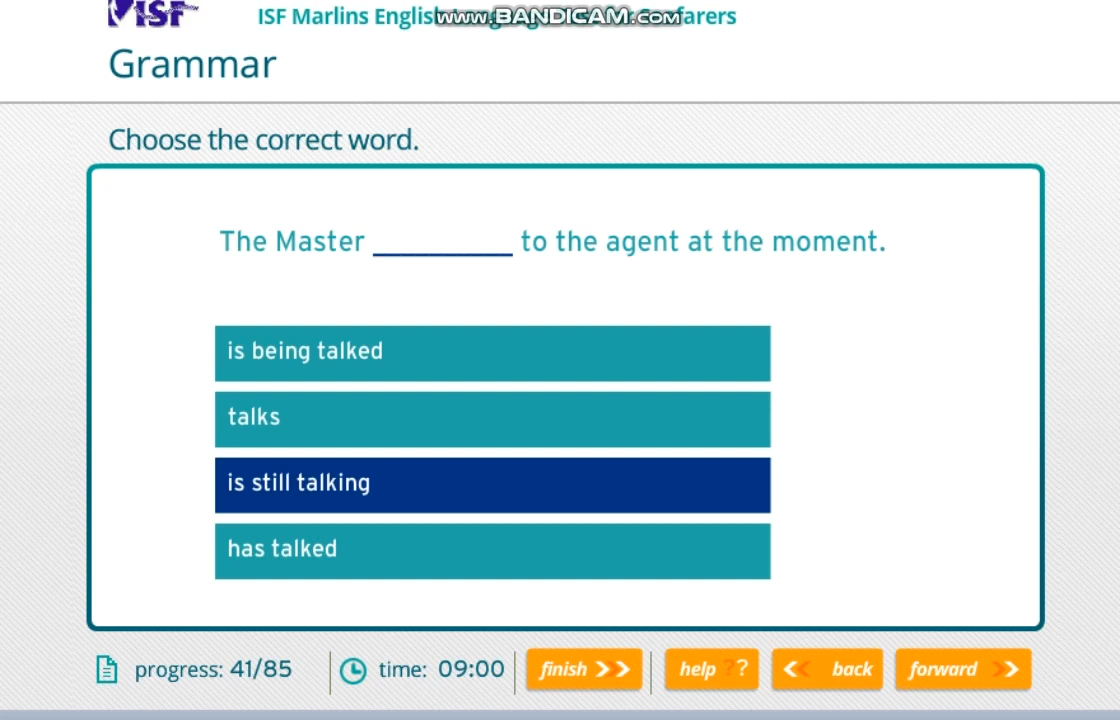 ISF
ISF Marlins English farers
www.BANDICAM.com
Grammar
Choose the correct word.
The Master _________ to the agent at the moment.
is being talked
talks
is still talking
has talked
progress: 41/85 time: 09:00 finish help ?? back forward